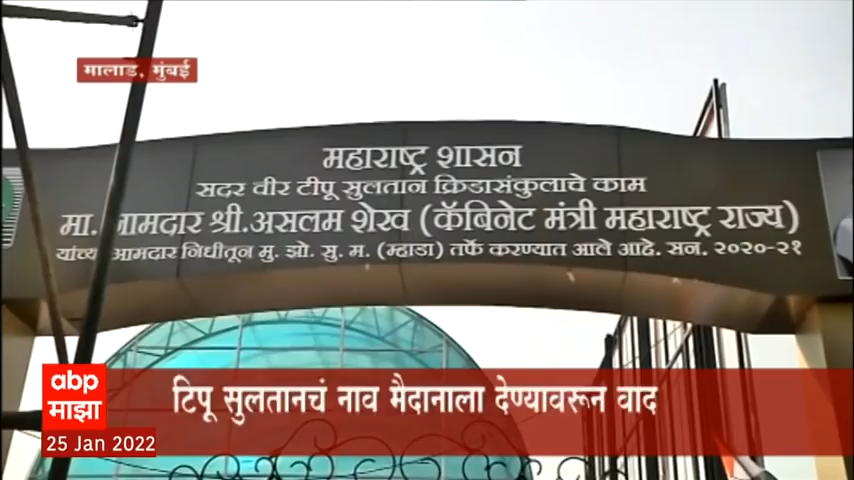 मालाड, मुंबई
महाराष्ट्र शासन
सदर वीर टीपू सुलतान क्रिडासंकुलाचे काम
मा. नामदार श्री.असलम शेख (कॅबिनेट मंत्री महाराष्ट्र राज्य)
यांच्या आमदार निधीतून मु. झो. सु. म. (म्हाडा) तर्फे करण्यात आले आहे. सन. २०२०-२१
abp
माझा
टिपू सुलतानचं नाव मैदानाला देण्यावरून वाद
25 Jan 2022